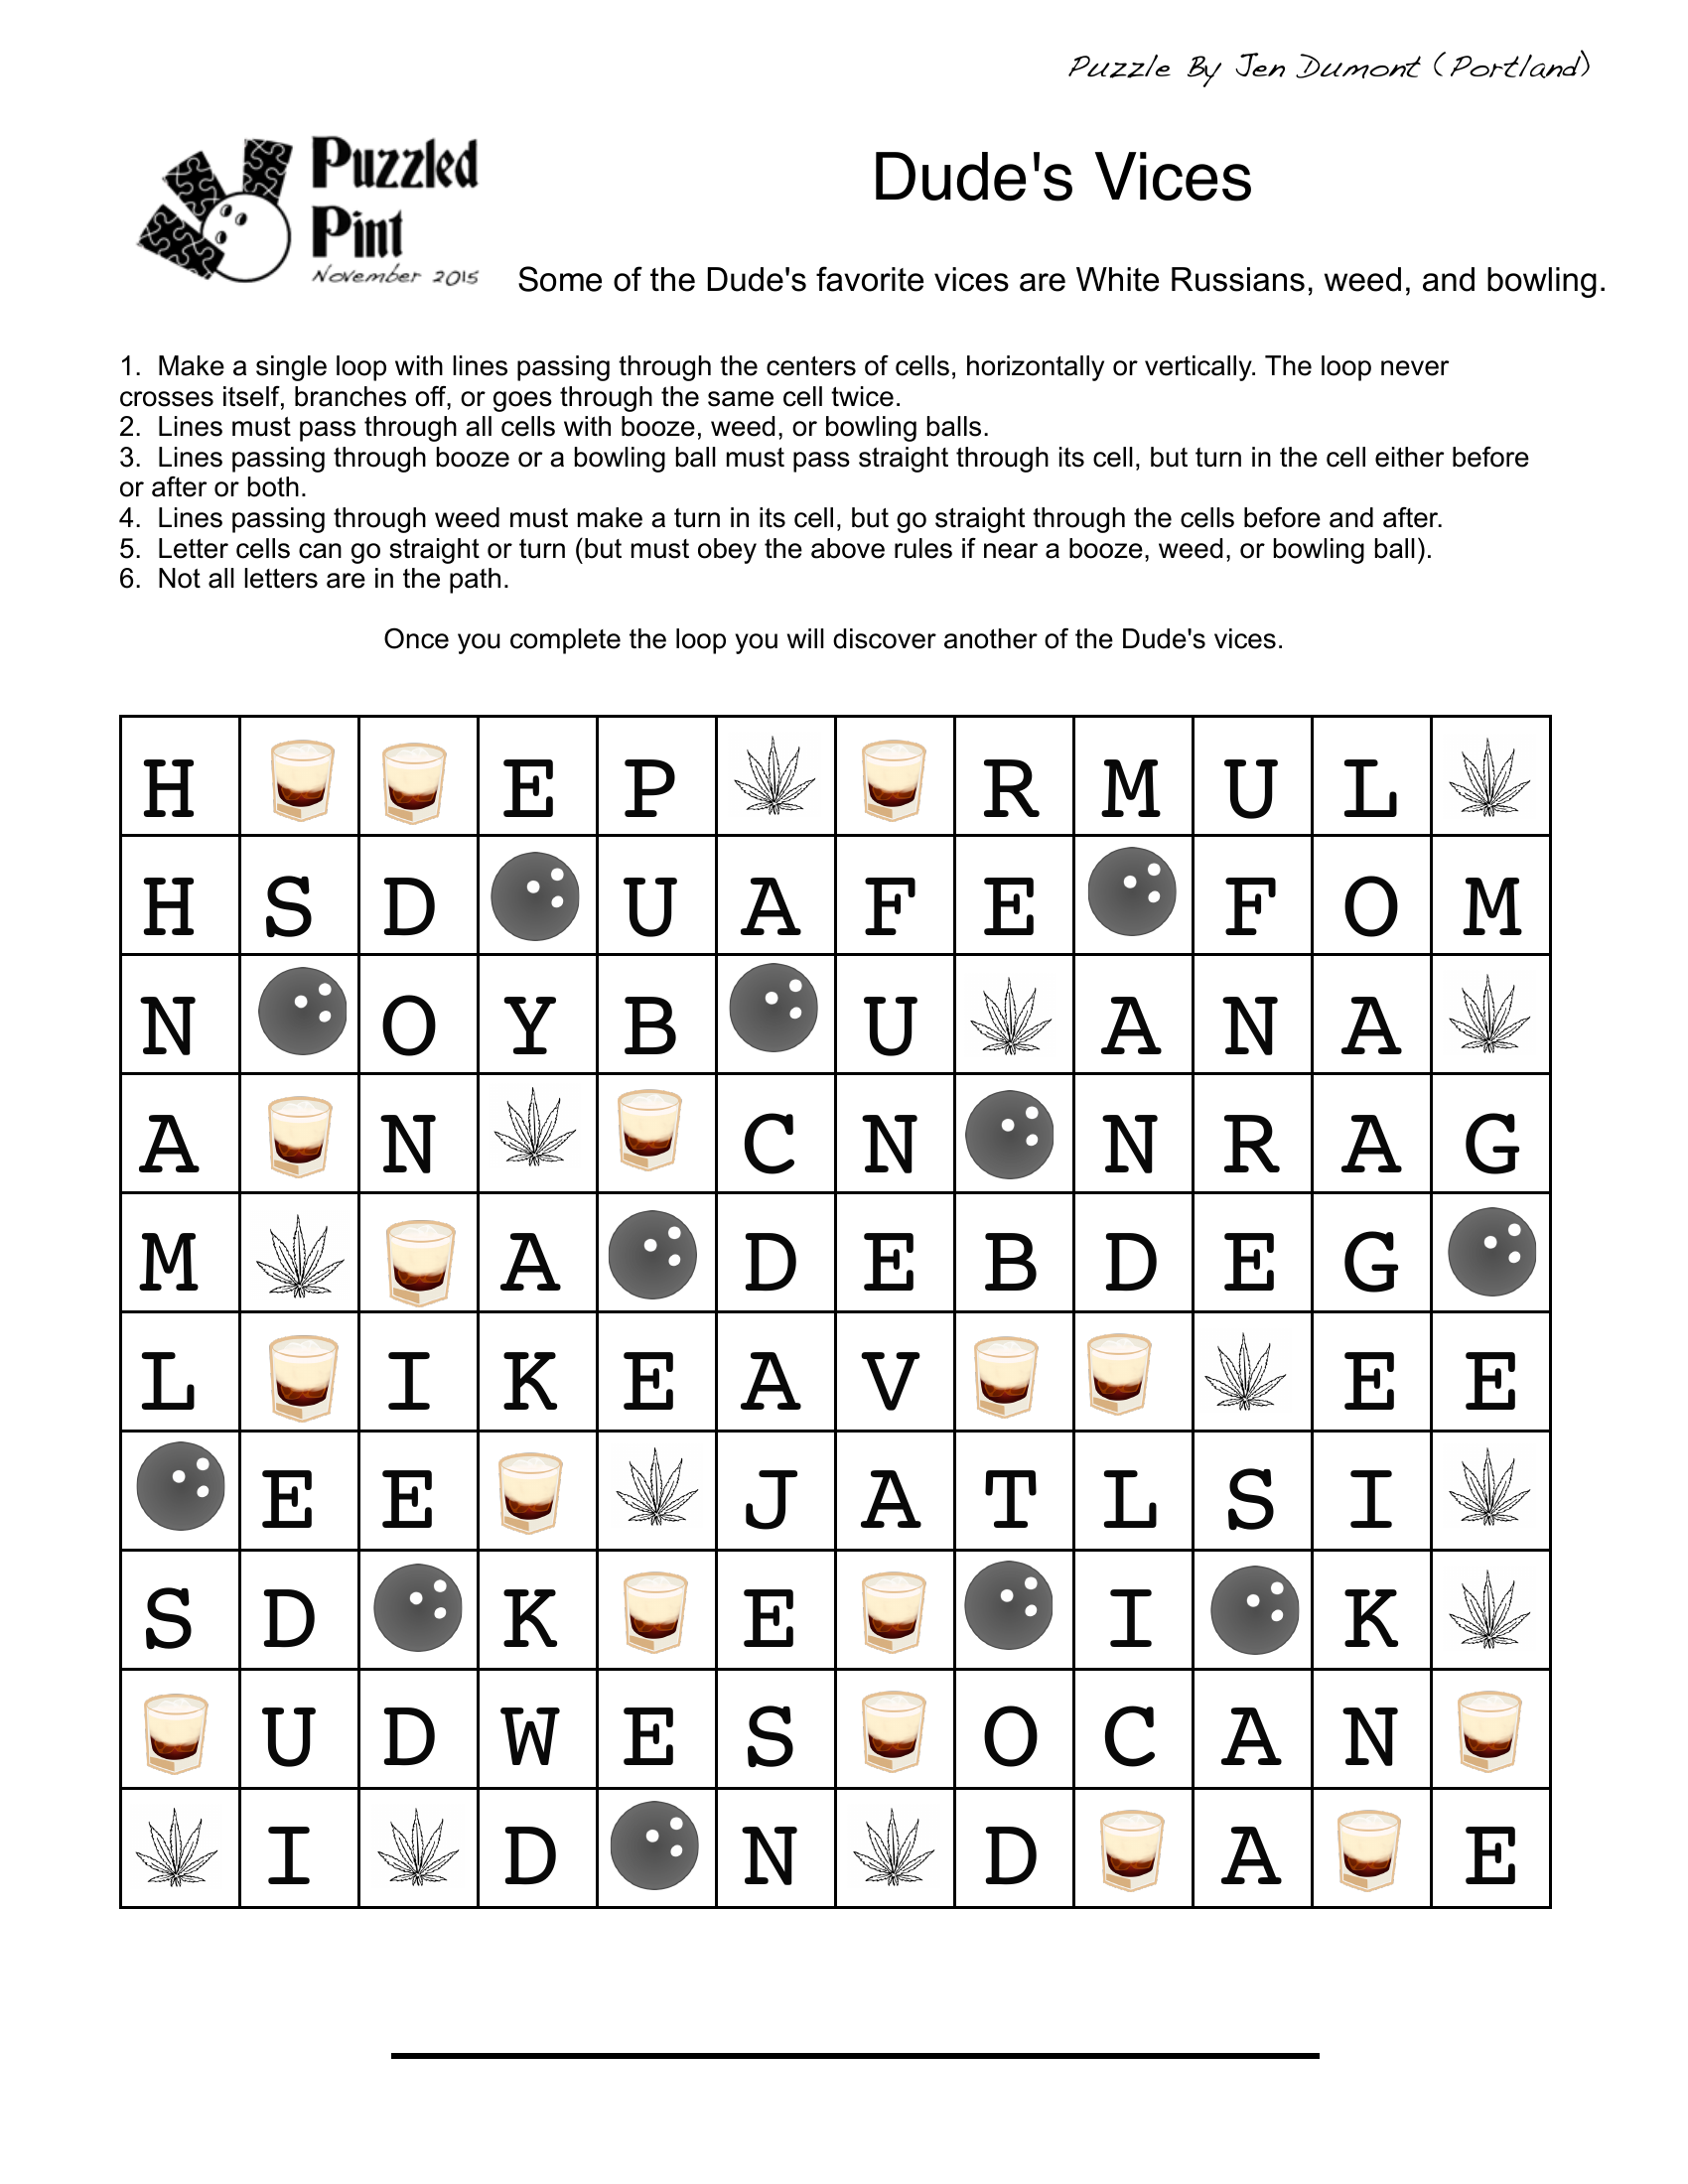 Puzzle By Jen Dumont (Portland)
Puzzled
Pint
November 2015
Dude's Vices
Some of the Dude's favorite vices are White Russians, weed, and bowling.
1. Make a single loop with lines passing through the centers of cells, horizontally or vertically. The loop never
crosses itself, branches off, or goes through the same cell twice.
2. Lines must pass through all cells with booze, weed, or bowling balls.
3. Lines passing through booze or a bowling ball must pass straight through its cell, but turn in the cell either before
or after or both.
4. Lines passing through weed must make a turn in its cell, but go straight through the cells before and after.
5. Letter cells can go straight or turn (but must obey the above rules if near a booze, weed, or bowling ball).
6. Not all letters are in the path.
Once you complete the loop you will discover another of the Dude's vices.
H E P R M U L
H S D U A F E F O M
N O Y B U A N A
A N C N N R A G
M A D E B D E G
L I K E A V E E
E E J A T L S I
S D K E I K
U D W E S O C A N
I D N D A E